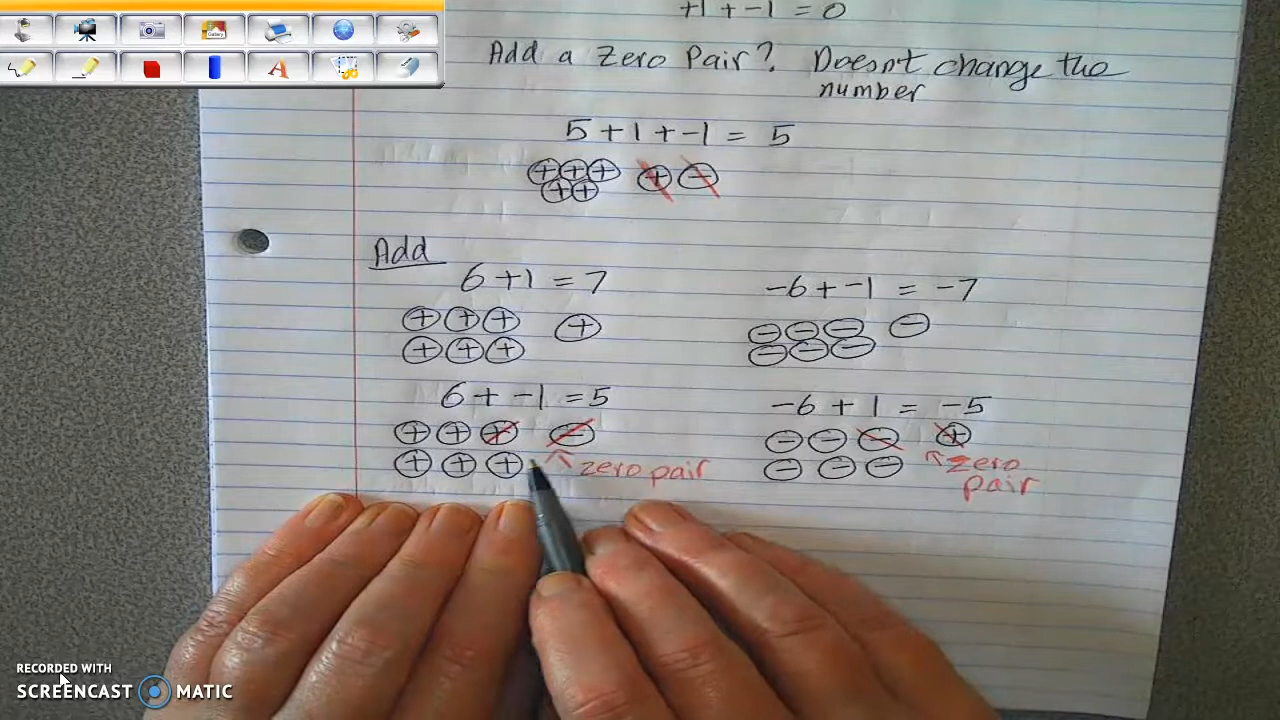 +1 + -1 = 0
Add a Zero Pair? Doesnt change the
number
5 + 1 + -1 = 5
Add
6 + 1 = 7
-6 + -1 = -7
6 + -1 = 5
-6 + 1 = -5
zero pair
zero
pair
RECORDED WITH
SCREENCAST MATIC